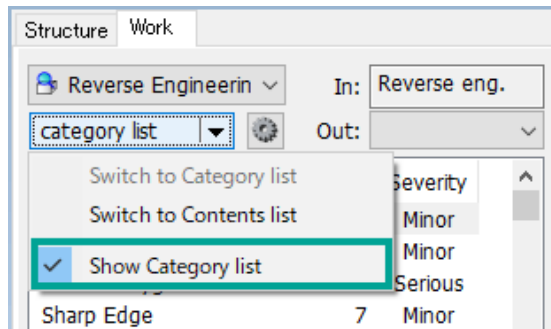 Structure Work
Reverse Engineerin In: Reverse eng.
category list Out:
Switch to Category list Severity
Switch to Contents list Minor
Minor
Show Category list
Serious
Sharp Edge 7 Minor